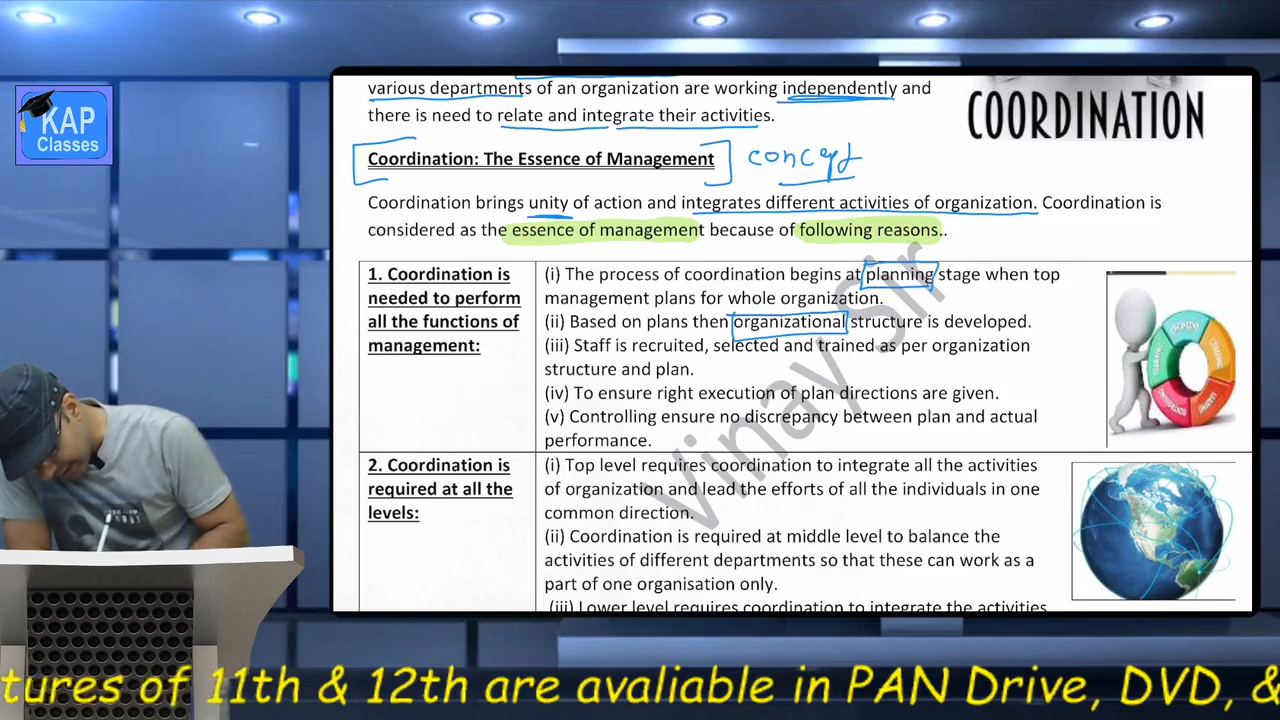 KAP
Classes
various departments of an organization are working independently and
there is need to relate and integrate their activities.
COORDINATION
Coordination: The Essence of Management
concept
Coordination brings unity of action and integrates different activities of organization. Coordination is
considered as the essence of management because of following reasons..
1. Coordination is
needed to perform
all the functions of
management:
(i) The process of coordination begins at planning stage when top
management plans for whole organization.
(ii) Based on plans then organizational structure is developed.
(iii) Staff is recruited, selected and trained as per organization
structure and plan.
(iv) To ensure right execution of plan directions are given.
(v) Controlling ensure no discrepancy between plan and actual
performance.
2. Coordination is
required at all the
levels:
(i) Top level requires coordination to integrate all the activities
of organization and lead the efforts of all the individuals in one
common direction.
(ii) Coordination is required at middle level to balance the
activities of different departments so that these can work as a
part of one organisation only.
(iii) Lower level requires coordination to integrate the activities
Vinay Sir
tures of 11th & 12th are avaliable in PAN Drive, DVD, &